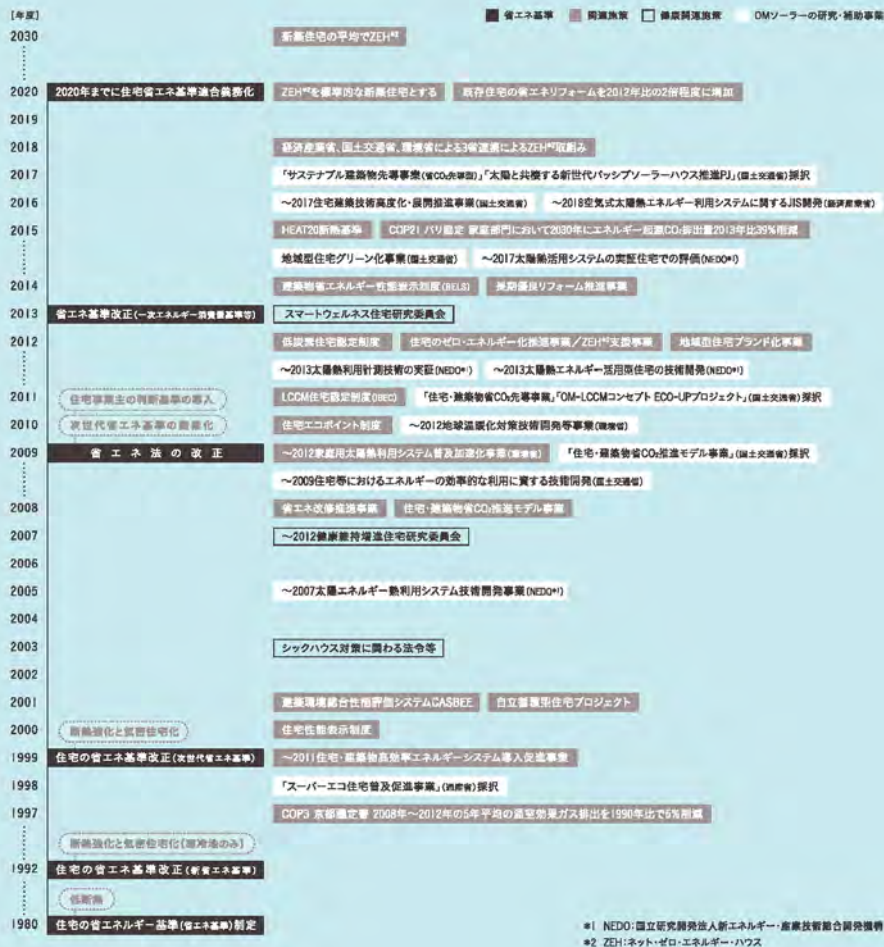 [年度]
■ 省エネ基準 ■ 関連施策 □ 健康関連施策 OMソーラーの研究・補助事業
2030 新築住宅の平均でZEH*2
2020 2020年までに住宅省エネ基準適合義務化 ZEH*2を標準的な新築住宅とする 既存住宅の省エネリフォームを2012年比の2倍程度に増加
2019
2018 経済産業省、国土交通省、環境省による3省連携によるZEH*2取組み
2017 「サステナブル建築物先導事業(省CO₂先導型)」「太陽と共棲する新世代パッシブソーラーハウス推進PJ」(国土交通省)採択
2016 〜2017住宅建築技術高度化・展開推進事業(国土交通省) 〜2018空気式太陽熱エネルギー利用システムに関するJIS開発(経済産業省)
2015 HEAT20断熱基準 COP21 パリ協定 家庭部門において2030年にエネルギー起源CO₂排出量2013年比39%削減
地域型住宅グリーン化事業(国土交通省) 〜2017太陽熱活用システムの実証住宅での評価(NEDO*1)
2014 建築物省エネルギー性能表示制度(BELS) 長期優良リフォーム推進事業
2013 省エネ基準改正(一次エネルギー消費量基準等) スマートウェルネス住宅研究委員会
2012 低炭素住宅認定制度 住宅のゼロ・エネルギー化推進事業/ZEH*2支援事業 地域型住宅ブランド化事業
〜2013太陽熱利用計測技術の実証(NEDO*1) 〜2013太陽熱エネルギー活用型住宅の技術開発(NEDO*1)
2011 住宅事業主の判断基準の導入 LCCM住宅認定制度(IBEC) 「住宅・建築物省CO₂先導事業」「OM-LCCMコンセプト ECO-UPプロジェクト」(国土交通省)採択
2010 次世代省エネ基準の簡素化 住宅エコポイント制度 〜2012地球温暖化対策技術開発等事業(環境省)
2009 省エネ法の改正 〜2012家庭用太陽熱利用システム普及加速化事業(環境省) 「住宅・建築物省CO₂推進モデル事業」(国土交通省)採択
〜2009住宅等におけるエネルギーの効率的な利用に資する技術開発(国土交通省)
2008 省エネ改修推進事業 住宅・建築物省CO₂推進モデル事業
2007 〜2012健康維持増進住宅研究委員会
2006
2005 〜2007太陽エネルギー熱利用システム技術開発事業(NEDO*1)
2004
2003 シックハウス対策に関わる法令等
2002
2001 建築環境総合性能評価システムCASBEE 自立循環型住宅プロジェクト
2000 断熱強化と気密住宅化 住宅性能表示制度
1999 住宅の省エネ基準改正(次世代省エネ基準) 〜2011住宅・建築物高効率エネルギーシステム導入促進事業
1998 「スーパーエコ住宅普及促進事業」(通産省)採択
1997 COP3 京都議定書 2008年〜2012年の5年平均の温室効果ガス排出を1990年比で6%削減
断熱強化と気密住宅化(寒冷地のみ)
1992 住宅の省エネ基準改正(新省エネ基準)
低断熱
1980 住宅の省エネルギー基準(省エネ基準)制定
*1 NEDO:国立研究開発法人新エネルギー・産業技術総合開発機構
*2 ZEH:ネット・ゼロ・エネルギー・ハウス